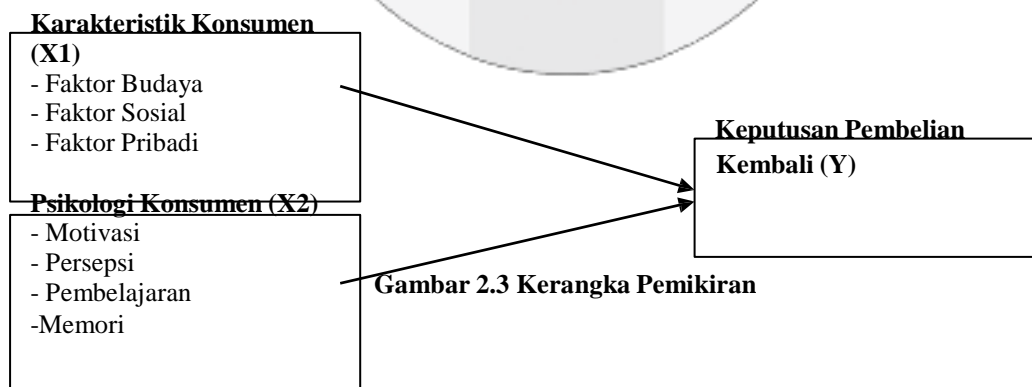 Karakteristik Konsumen
(X1)
- Faktor Budaya
- Faktor Sosial
- Faktor Pribadi
Psikologi Konsumen (X2)
- Motivasi
- Persepsi
- Pembelajaran
-Memori
Keputusan Pembelian
Kembali (Y)
Gambar 2.3 Kerangka Pemikiran